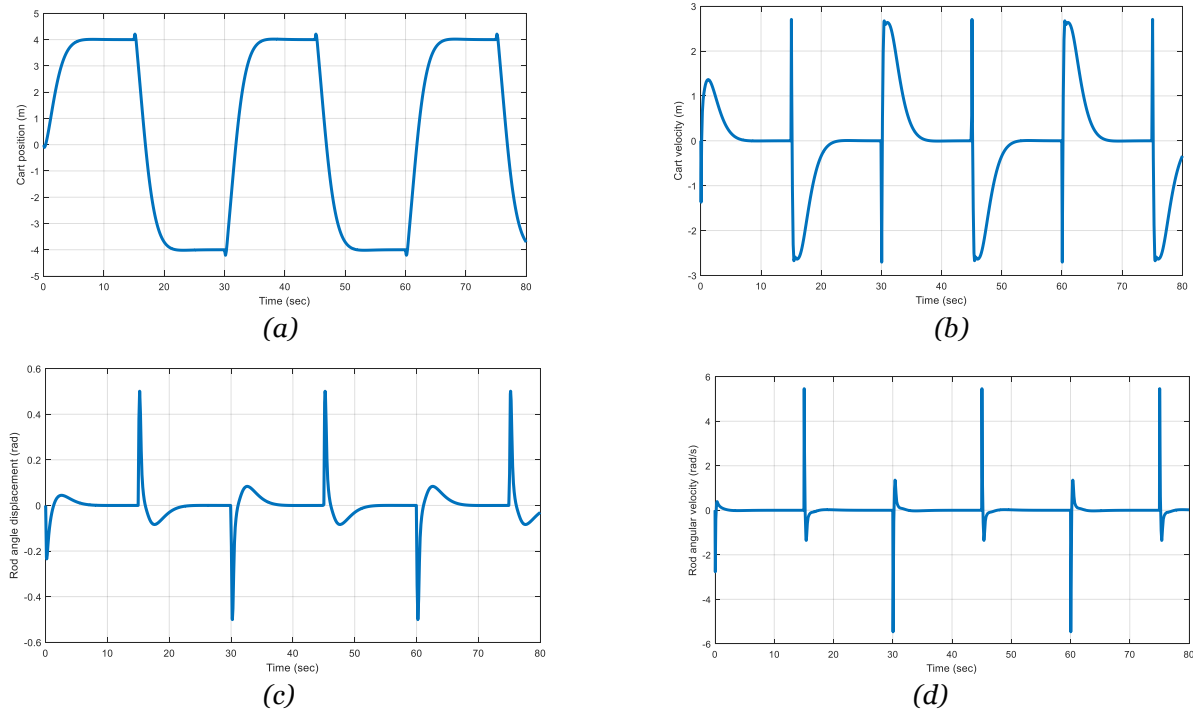 5
4
3
2
1
0
-1
-2
-3
-4
-5
Cart position (m)
0 10 20 30 40 50 60 70 80
Time (sec)
(a)
3
2
1
0
-1
-2
-3
Cart velocity (m)
0 10 20 30 40 50 60 70 80
Time (sec)
(b)
0.6
0.4
0.2
0
-0.2
-0.4
-0.6
Rod angle displacement (rad)
0 10 20 30 40 50 60 70 80
Time (sec)
(c)
6
4
2
0
-2
-4
-6
Rod angular velocity (rad/s)
0 10 20 30 40 50 60 70 80
Time (sec)
(d)